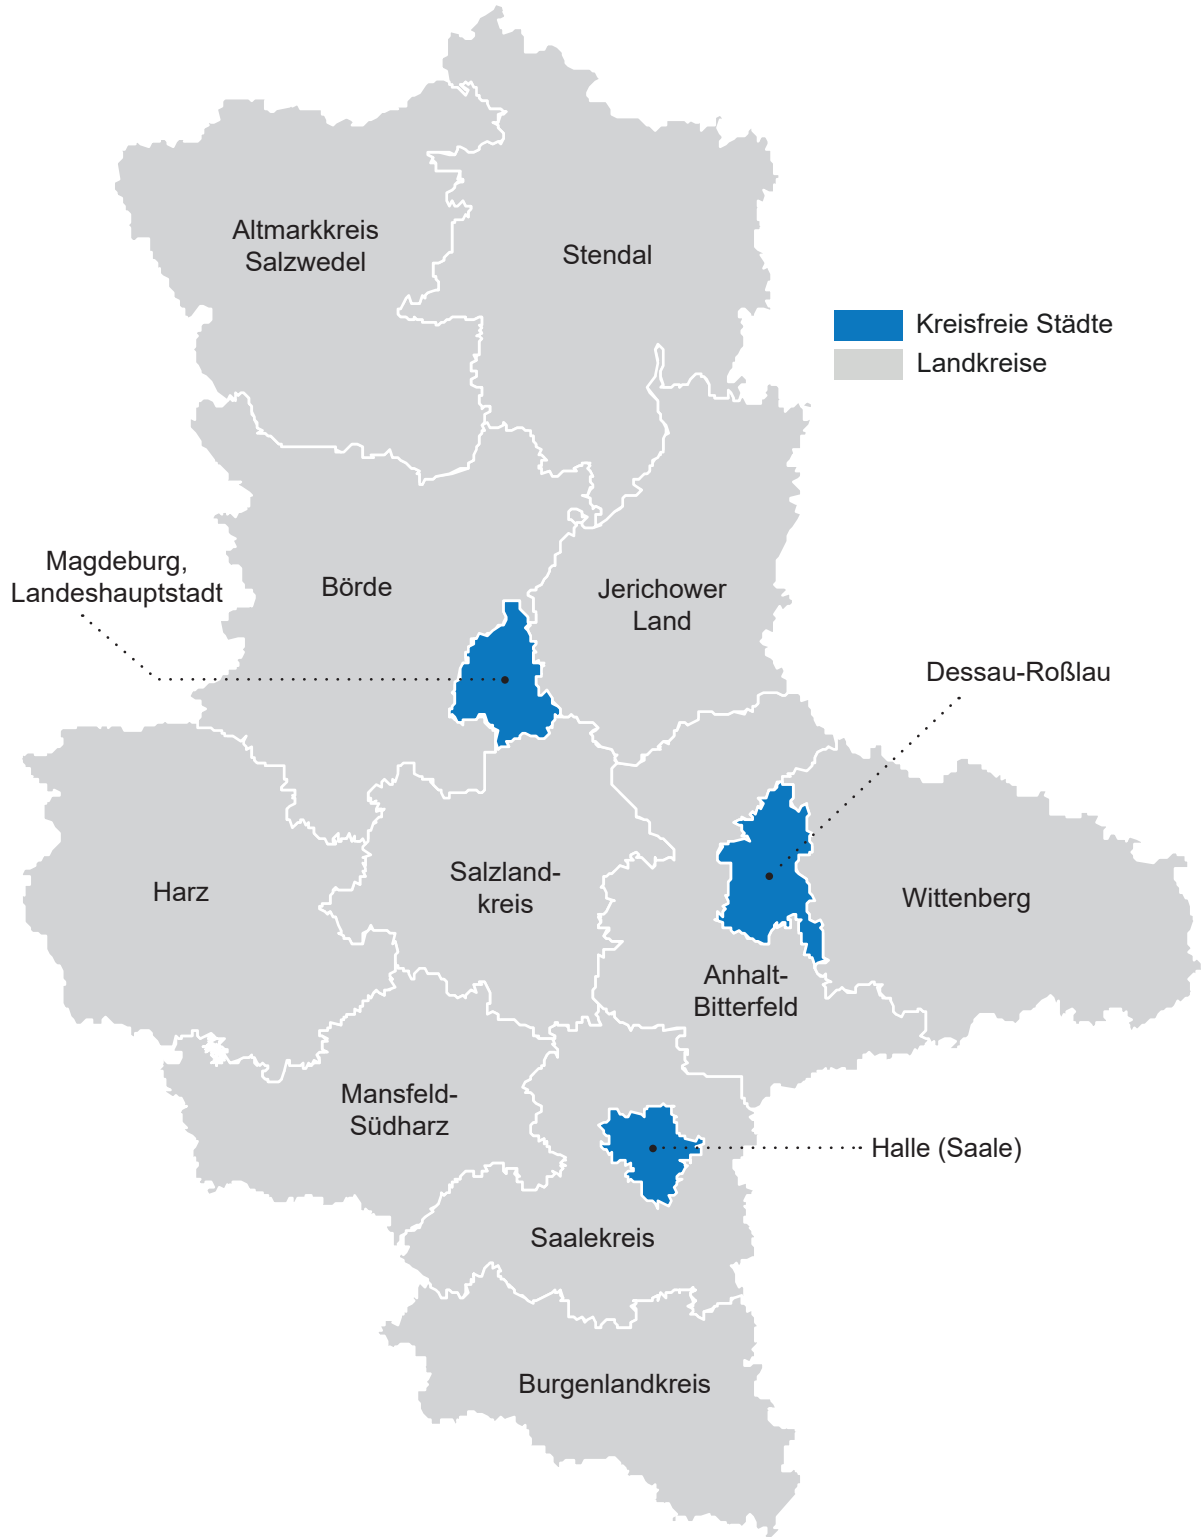 Altmarkkreis
Salzwedel
Stendal
Kreisfreie Städte
Landkreise
Magdeburg,
Landeshauptstadt
Börde
Jerichower
Land
Dessau-Roßlau
Harz
Salzland-
kreis
Wittenberg
Anhalt-
Bitterfeld
Mansfeld-
Südharz
Halle (Saale)
Saalekreis
Burgenlandkreis